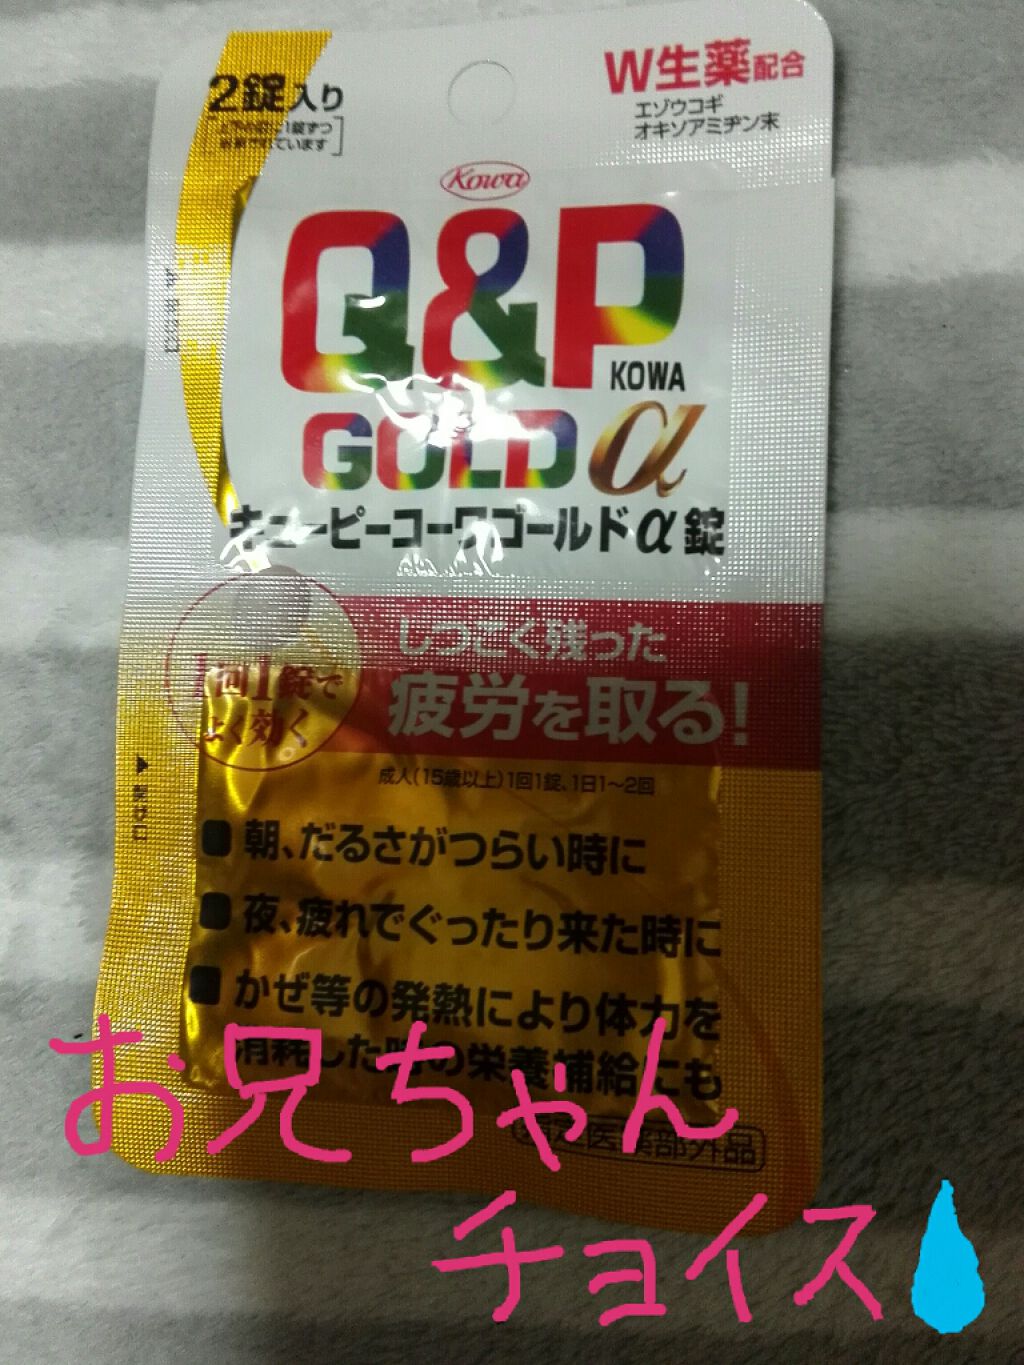 2錠入り
W生薬配合
エゾウコギ
オキソアミヂン末
Kowa
Q&P
KOWA
GOLD α
キューピーコーワゴールドα錠
しつこく残った
疲労を取る!
1回1錠で
よく効く
成人(15歳以上)1回1錠、1日1~2回
■朝、だるさがつらい時に
■夜、疲れでぐったり来た時に
■かぜ等の発熱により体力を
消耗した時の栄養補給にも
医薬部外品
お兄ちゃん
チョイス